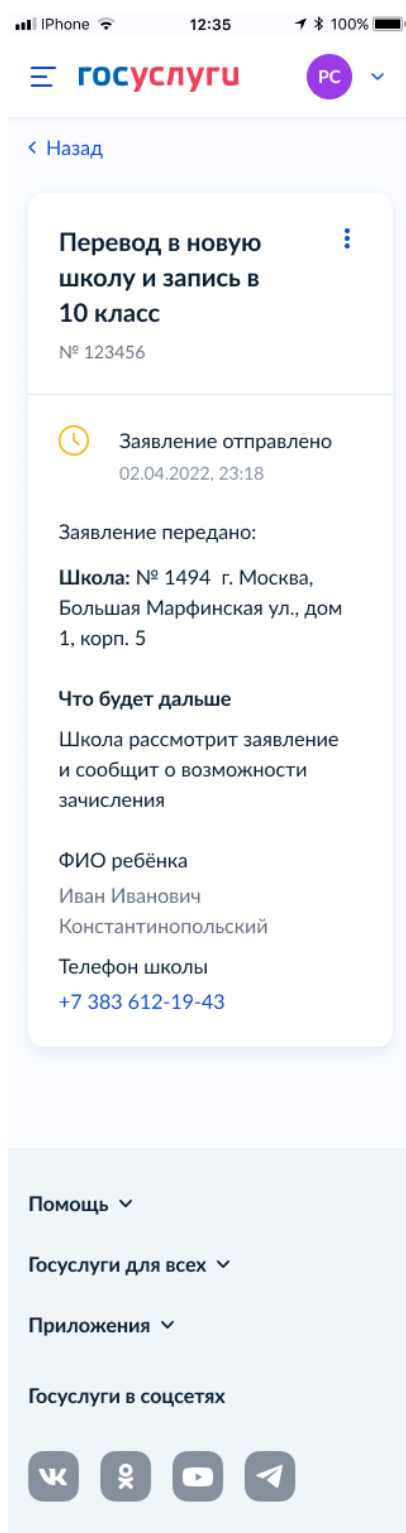 IPhone 12:35 100%
госуслуги РС
Назад
Перевод в новую
школу и запись в
10 класс
№ 123456
Заявление отправлено
02.04.2022, 23:18
Заявление передано:
Школа: № 1494 г. Москва,
Большая Марфинская ул., дом
1, корп. 5
Что будет дальше
Школа рассмотрит заявление
и сообщит о возможности
зачисления
ФИО ребёнка
Иван Иванович
Константинопольский
Телефон школы
+7 383 612-19-43
Помощь
Госуслуги для всех
Приложения
Госуслуги в соцсетях